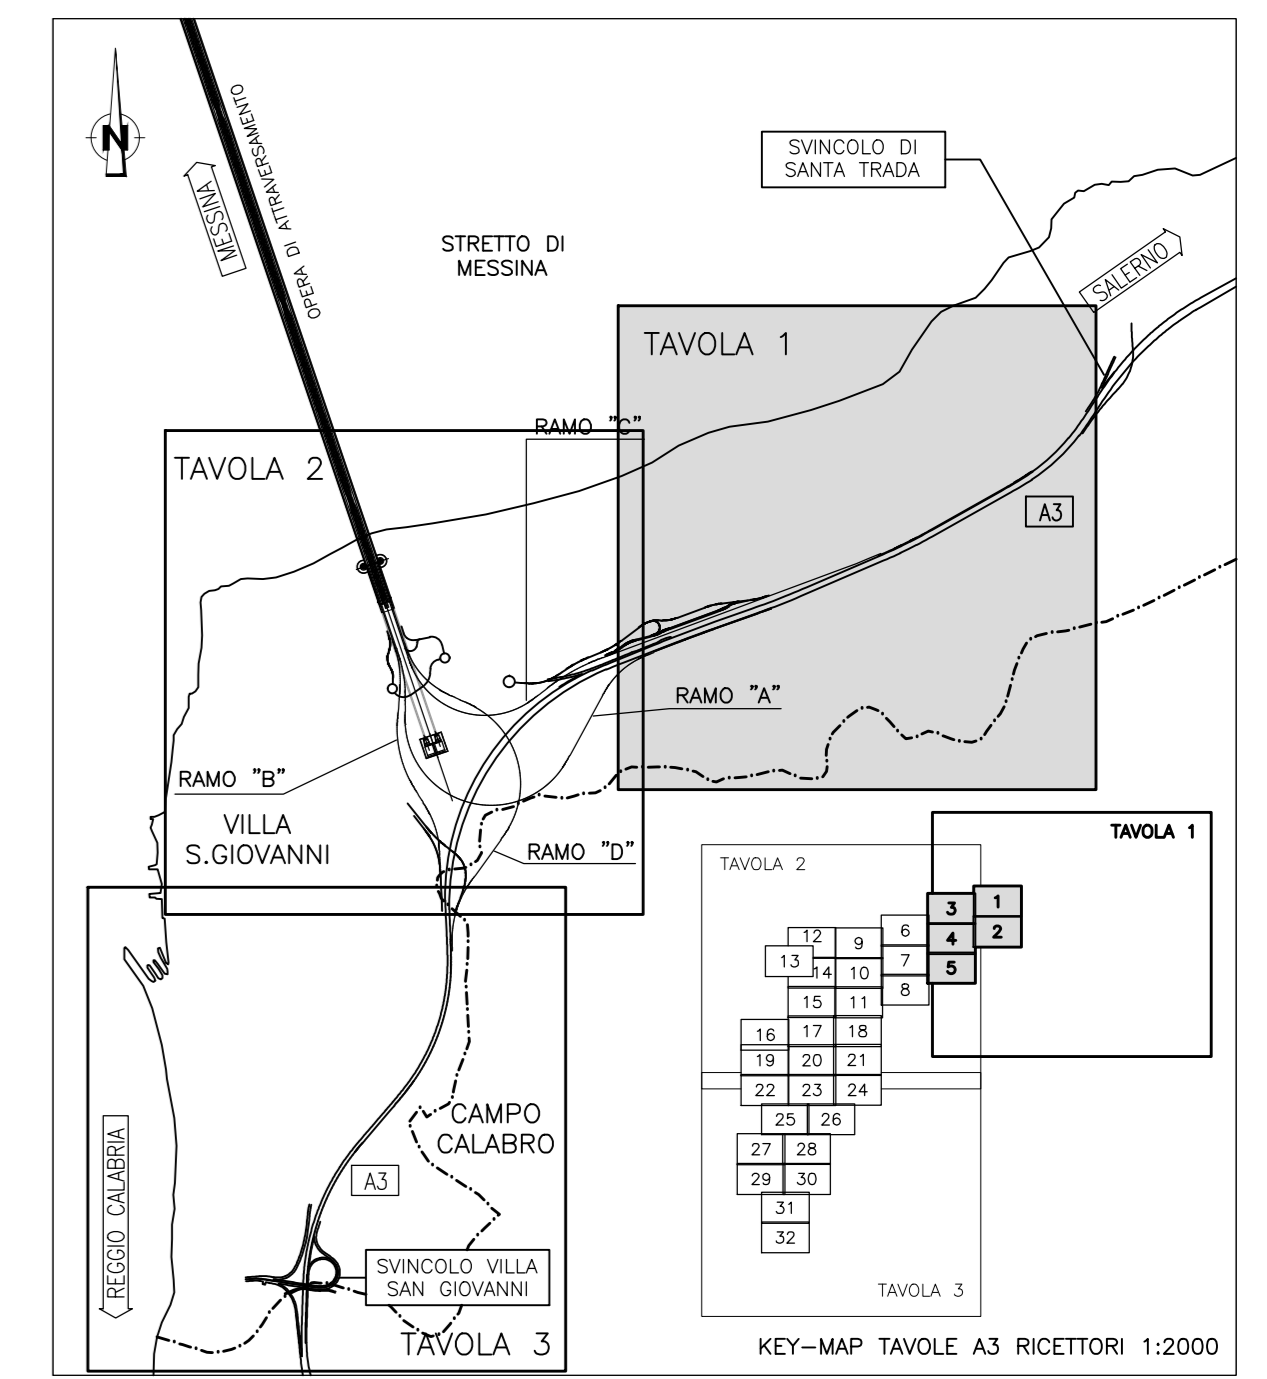 N
MESSINA
OPERA DI ATTRAVERSAMENTO
STRETTO DI
MESSINA
SVINCOLO DI
SANTA TRADA
SALERNO
TAVOLA 1
RAMO "C"
TAVOLA 2
A3
RAMO "A"
RAMO "B"
VILLA
S.GIOVANNI
RAMO "D"
TAVOLA 1
TAVOLA 2
1
3
2
4
5
6
7
8
12
9
13
14
10
15
11
16
17
18
19
20
21
22
23
24
25
26
27
28
29
30
31
32
CAMPO
CALABRO
A3
REGGIO CALABRIA
SVINCOLO VILLA
SAN GIOVANNI
TAVOLA 3
TAVOLA 3
KEY-MAP TAVOLE A3 RICETTORI 1:2000